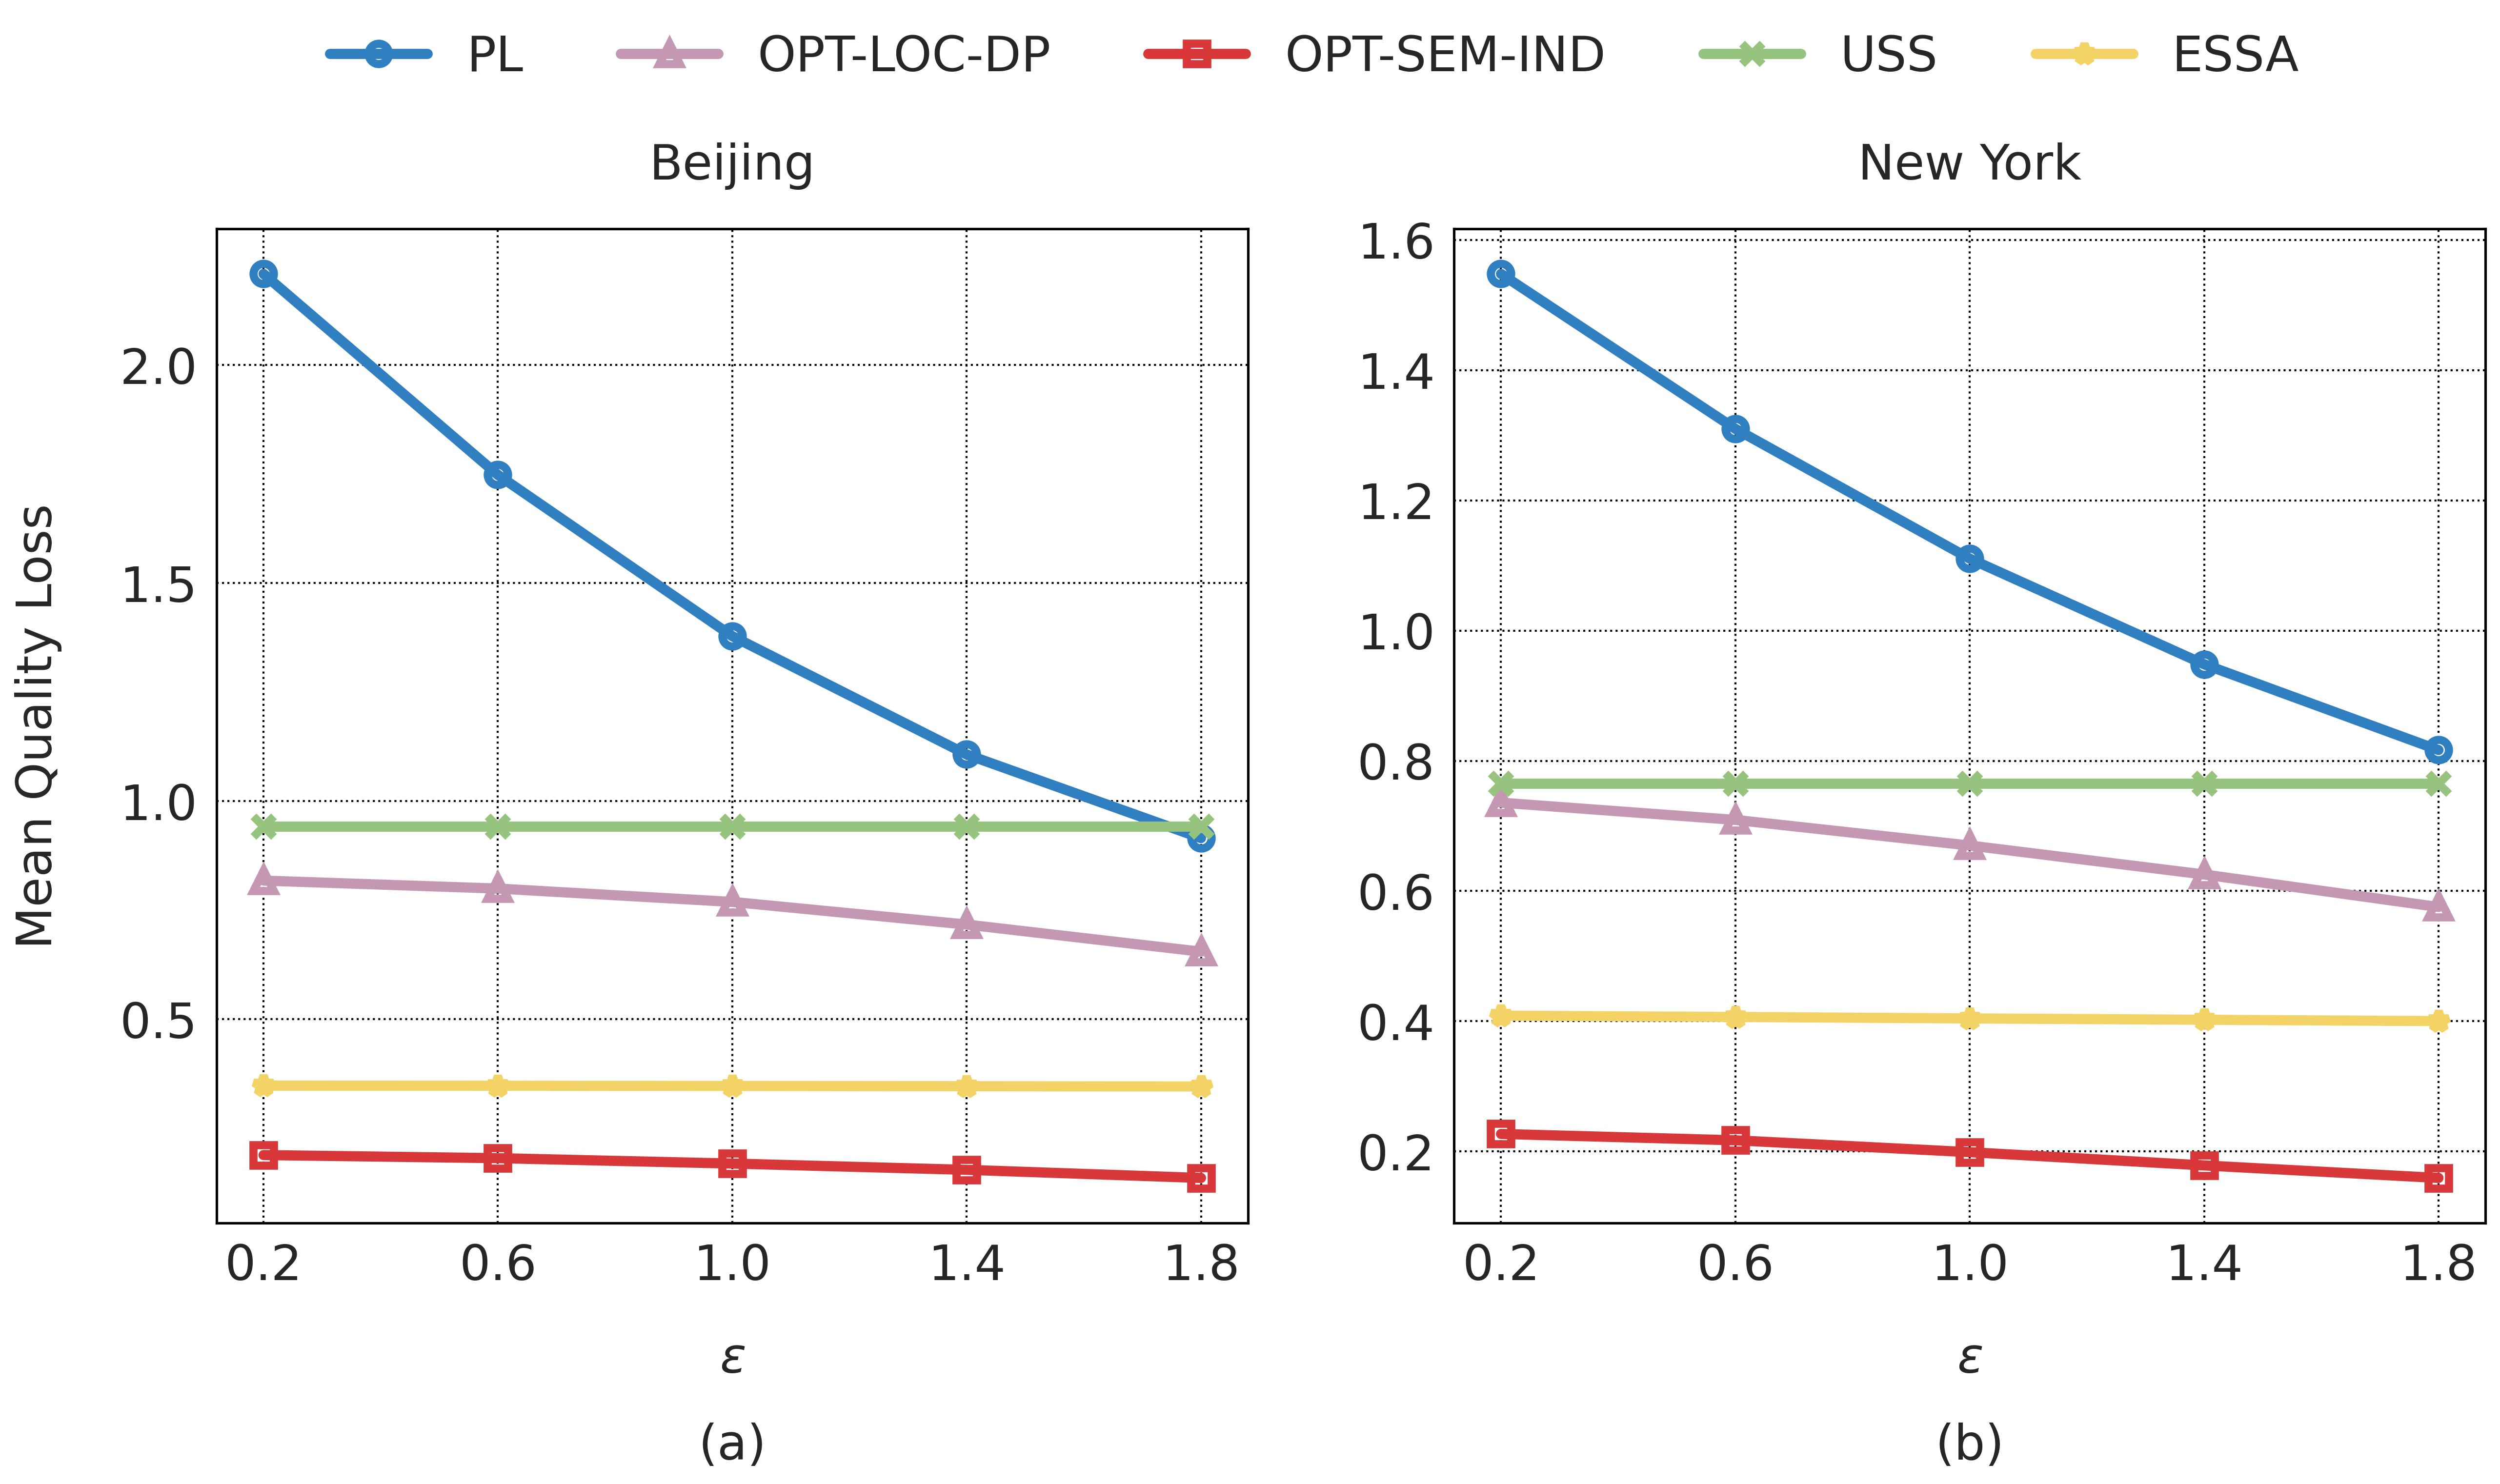 PL OPT-LOC-DP OPT-SEM-IND USS ESSA
Beijing
Mean Quality Loss
2.0
1.5
1.0
0.5
0.2 0.6 1.0 1.4 1.8
ε
(a)
New York
1.6
1.4
1.2
1.0
0.8
0.6
0.4
0.2
0.2 0.6 1.0 1.4 1.8
ε
(b)